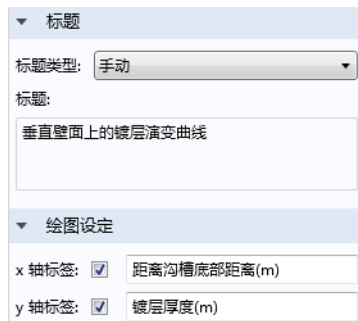 标题
标题类型: 手动
标题:
垂直壁面上的镀层演变曲线
绘图设定
x 轴标签: 距离沟槽底部距离(m)
y 轴标签: 镀层厚度(m)